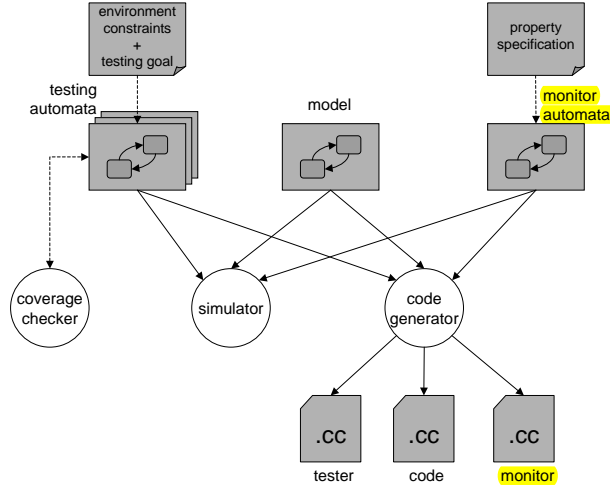 environment
constraints
+
testing goal
property
specification
testing
automata
model
monitor
automata
coverage
checker
simulator
code
generator
.cc
.cc
.cc
tester
code
monitor